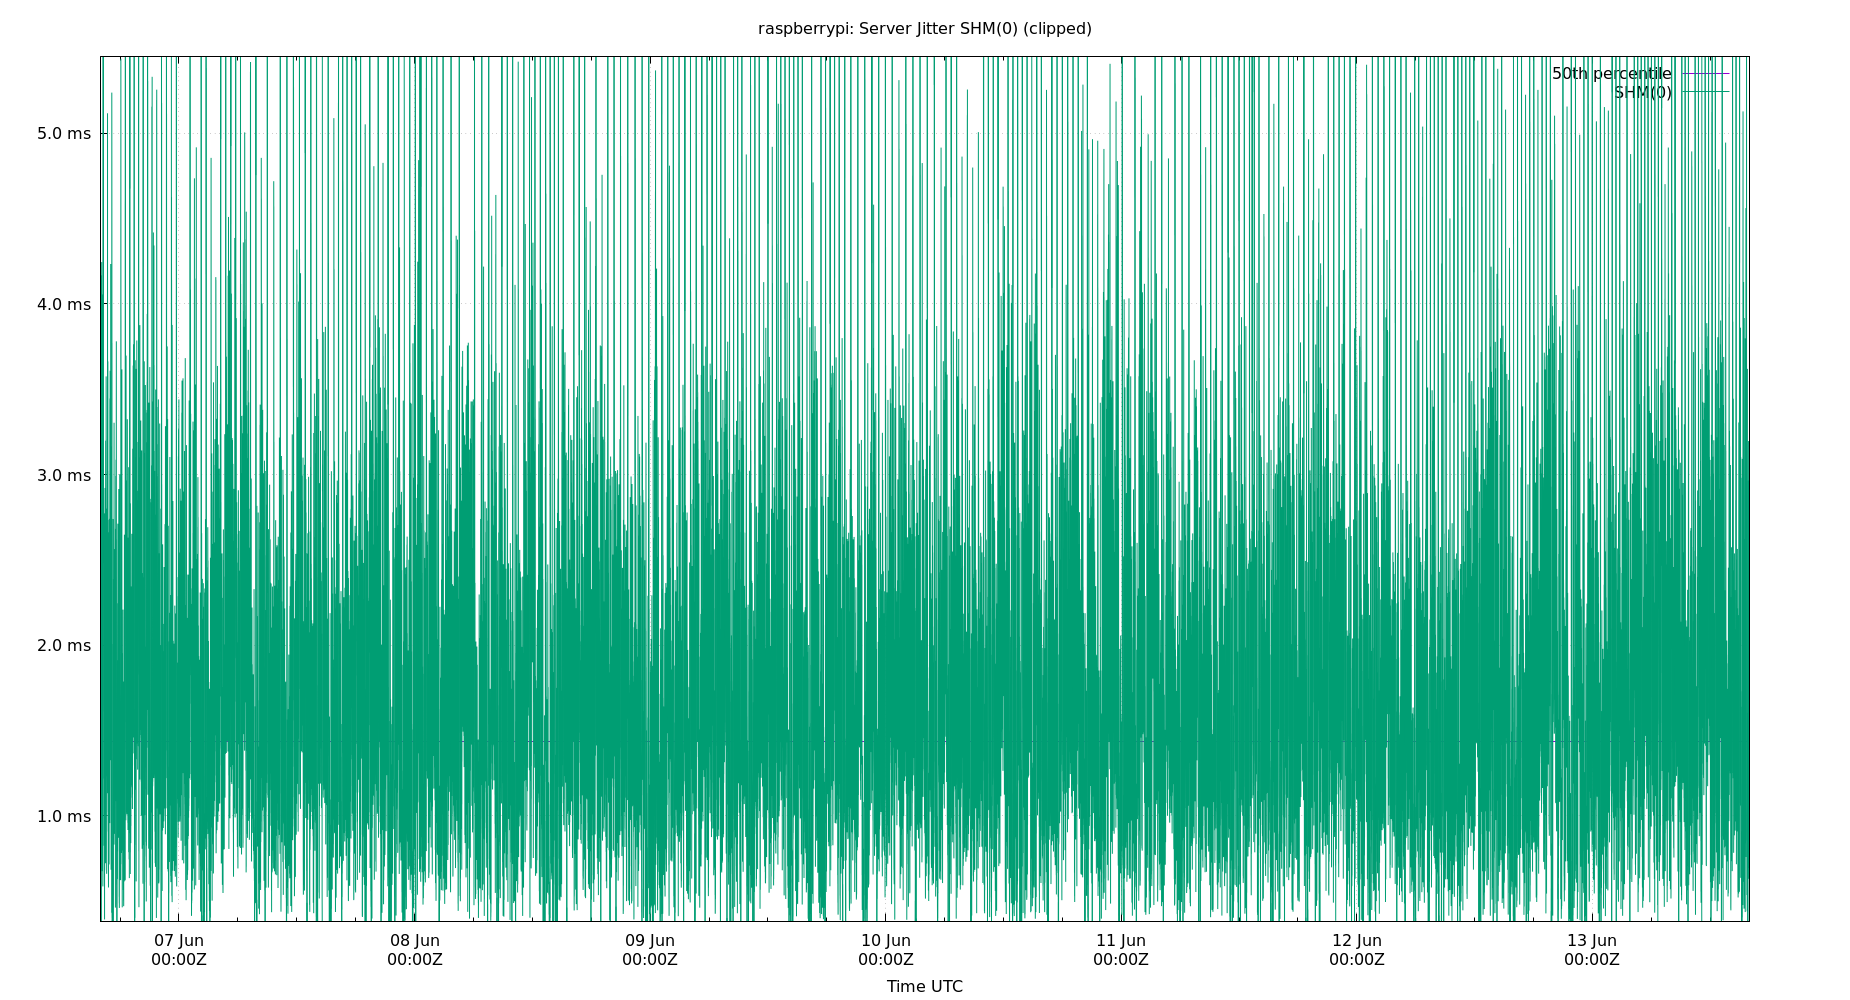 raspberrypi: Server Jitter SHM(0) (clipped)
50th percentile
SHM(0)
5.0 ms
4.0 ms
3.0 ms
2.0 ms
1.0 ms
07 Jun 08 Jun 09 Jun 10 Jun 11 Jun 12 Jun 13 Jun
00:00Z 00:00Z 00:00Z 00:00Z 00:00Z 00:00Z 00:00Z
Time UTC